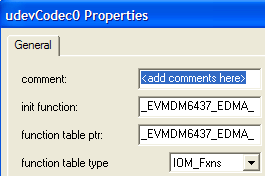 udevCodec0 Properties
General
comment: <add comments here>
init function: _EVMDM6437_EDMA_
function table ptr: _EVMDM6437_EDMA_
function table type IOM_Fxns